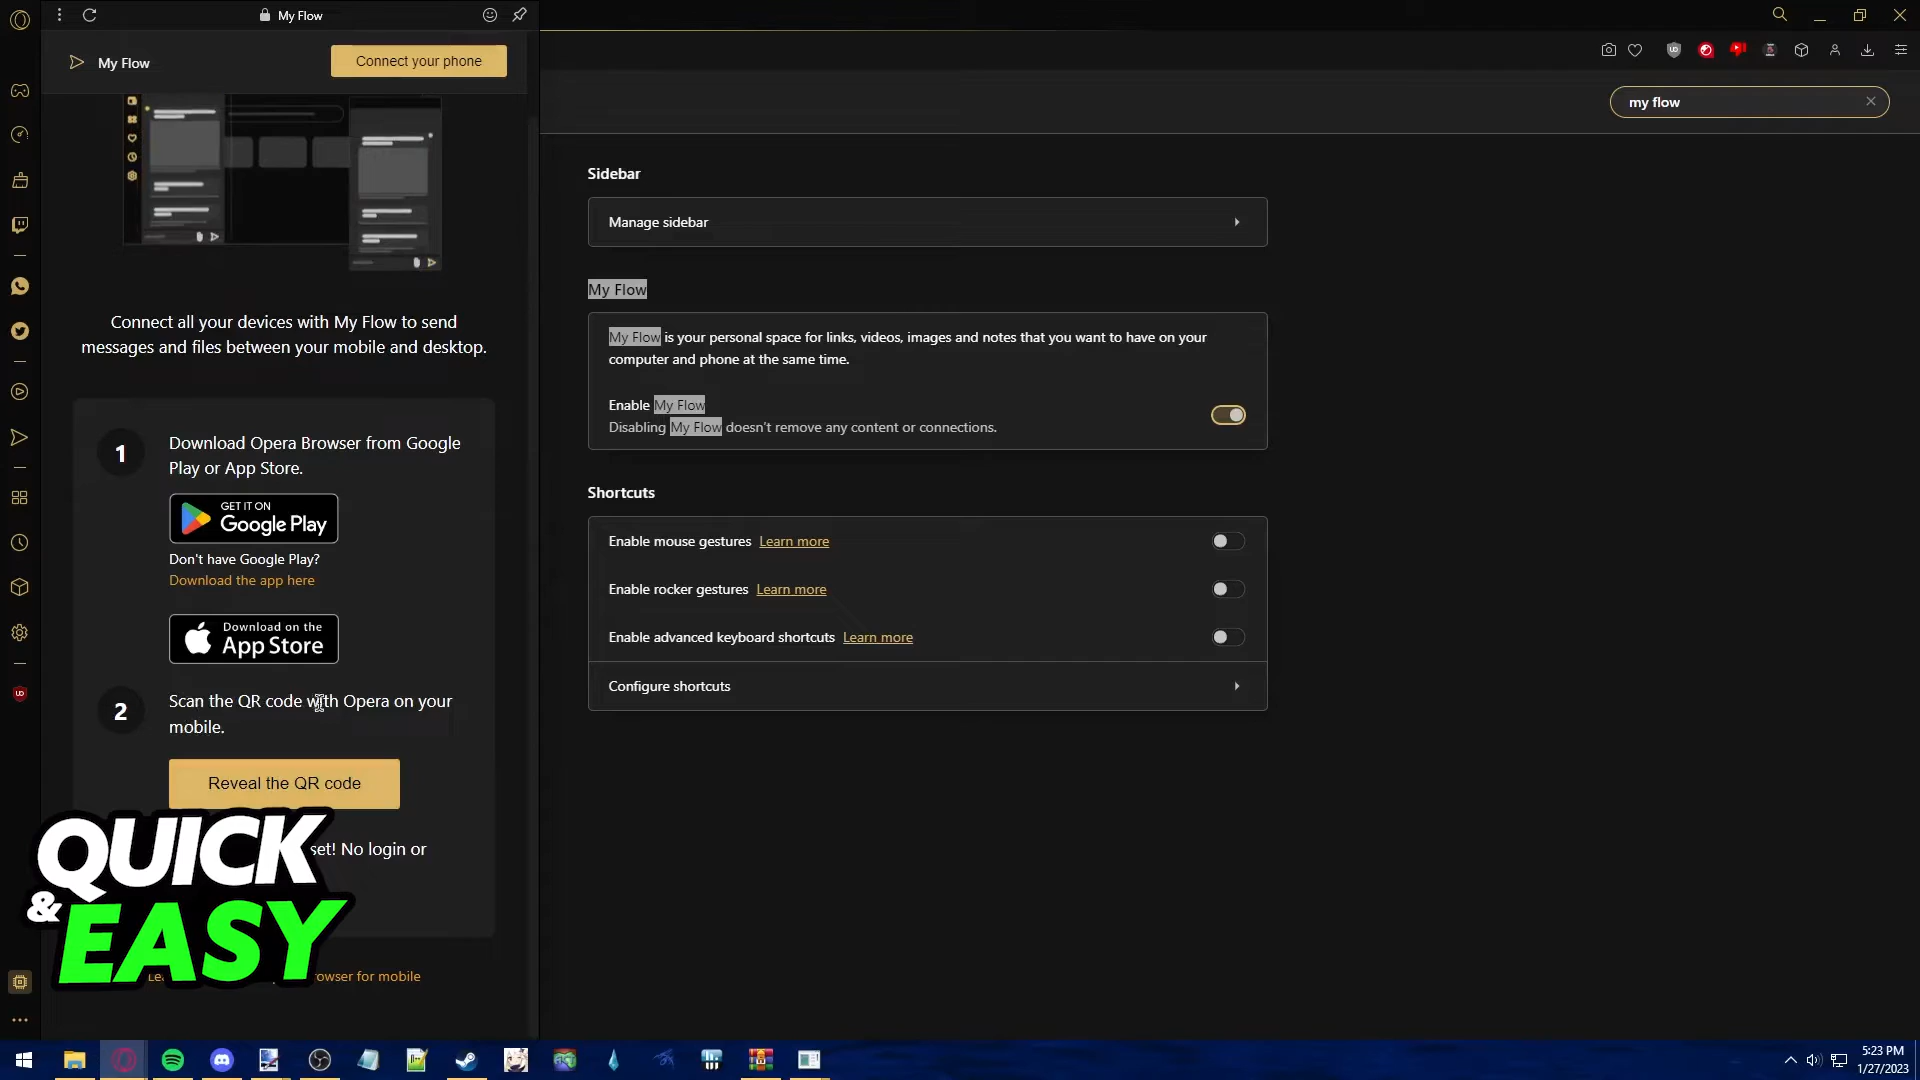 My Flow
My Flow
Connect your phone
my flow
Connect all your devices with My Flow to send
messages and files between your mobile and desktop.
1
Download Opera Browser from Google
Play or App Store.
GET IT ON
Google Play
Don't have Google Play?
Download the app here
Download on the
App Store
2
Scan the QR code with Opera on your
mobile.
Reveal the QR code
set! No login or
rowser for mobile
QUICK
&EASY
Sidebar
Manage sidebar
My Flow
My Flow is your personal space for links, videos, images and notes that you want to have on your
computer and phone at the same time.
Enable My Flow
Disabling My Flow doesn't remove any content or connections.
Shortcuts
Enable mouse gestures Learn more
Enable rocker gestures Learn more
Enable advanced keyboard shortcuts Learn more
Configure shortcuts
5:23 PM
1/27/2023